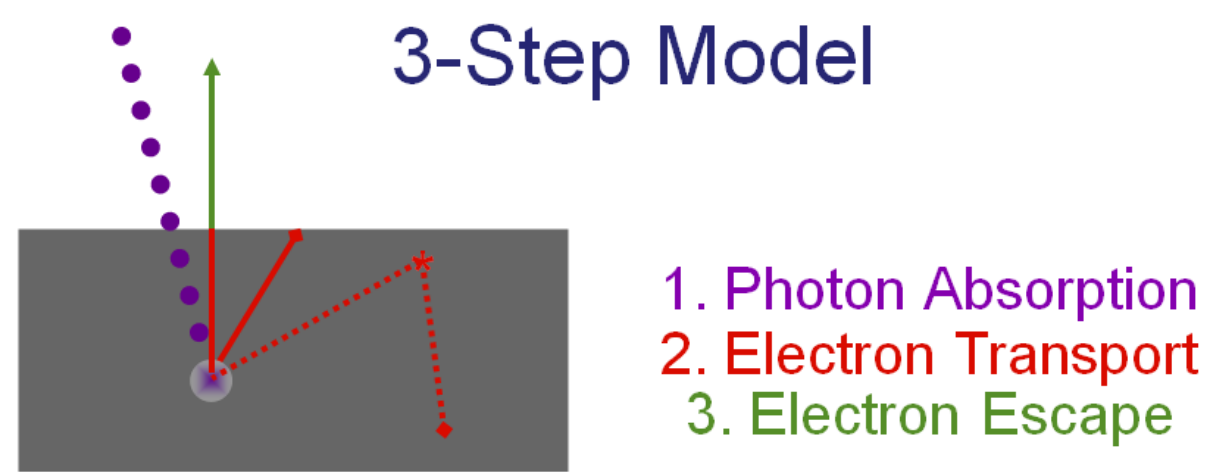 3-Step Model
1. Photon Absorption
2. Electron Transport
3. Electron Escape